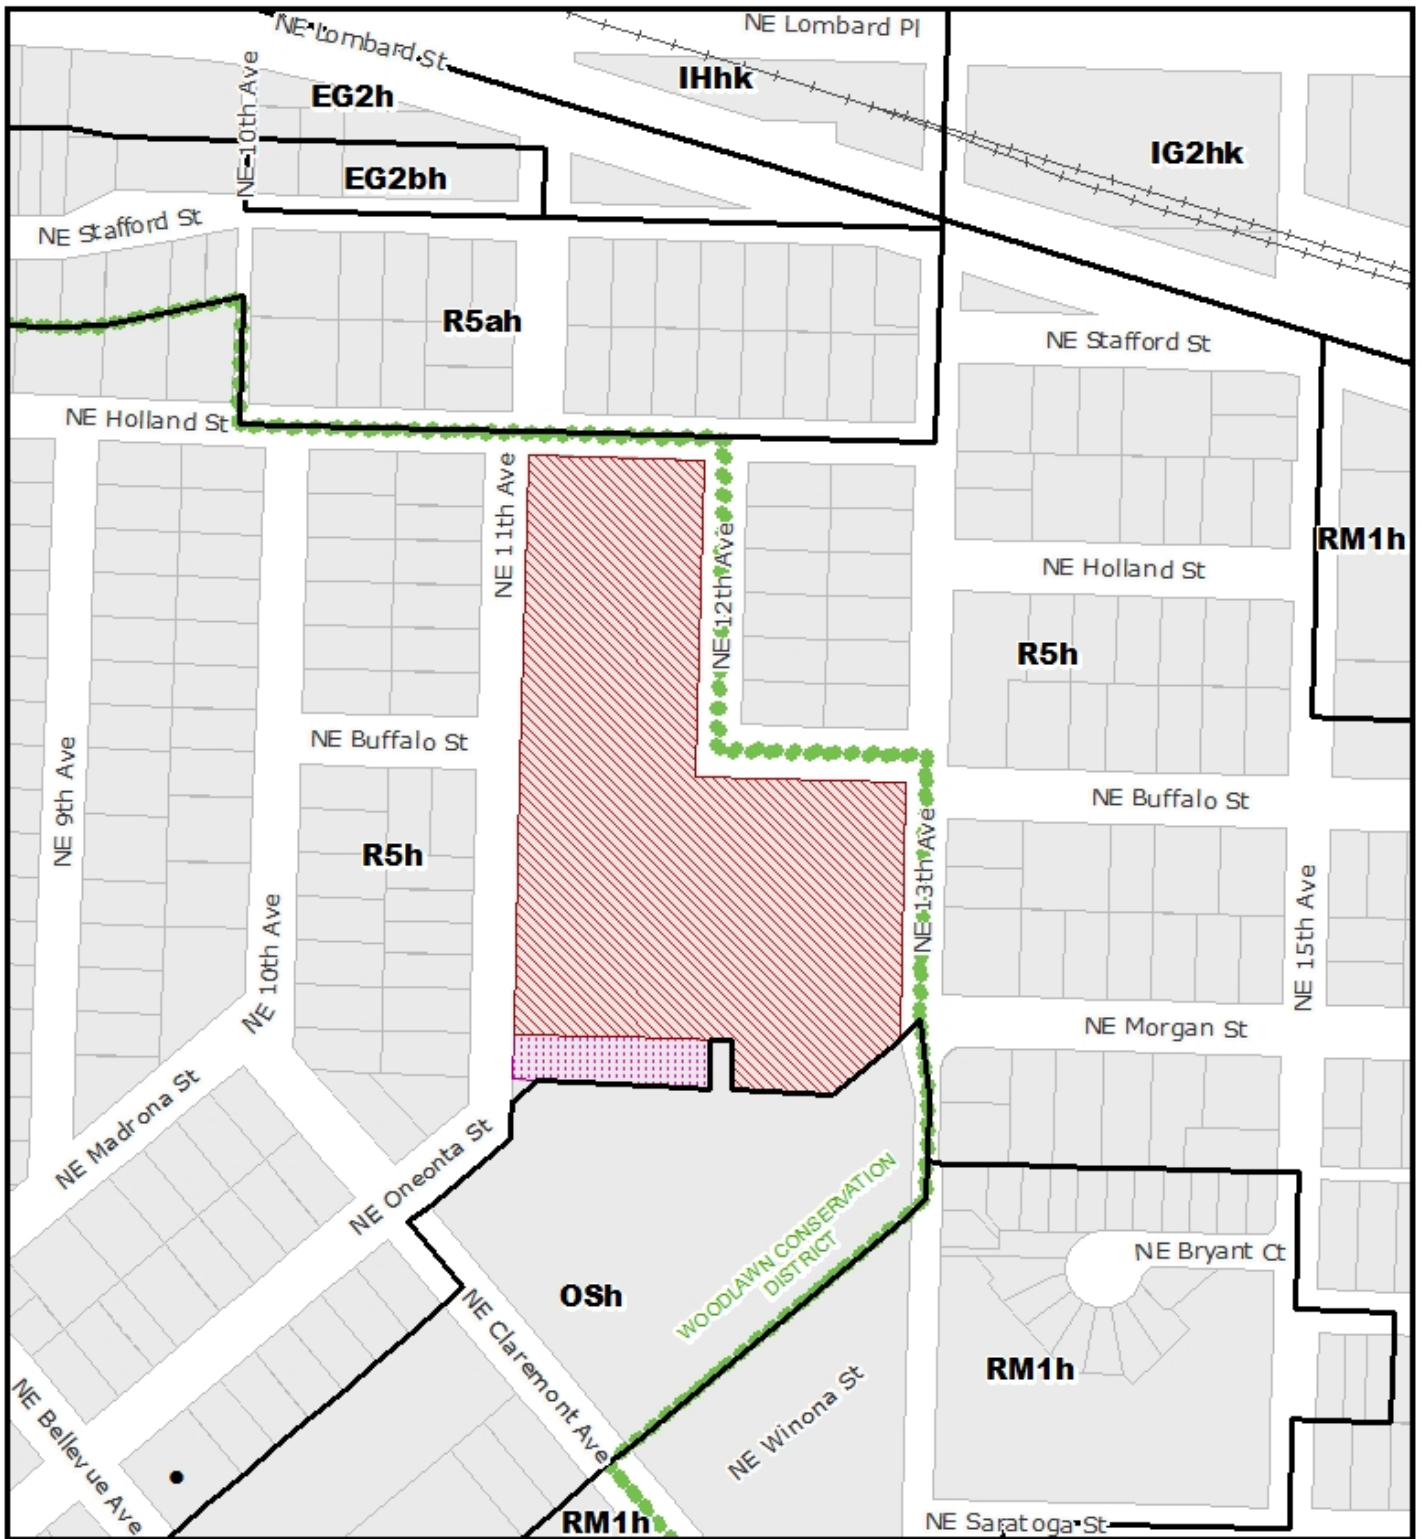 NE Lombard Pl
NE Lombard St
NE 10th Ave
EG2h
IHhk
IG2hk
EG2bh
NE Stafford St
R5ah
NE Stafford St
NE Holland St
NE 11th Ave
NE 12th Ave
RM1h
NE Holland St
R5h
NE Buffalo St
NE 9th Ave
NE Buffalo St
R5h
NE 13th Ave
NE 15th Ave
NE 10th Ave
NE
NE Morgan St
NE Madrona St
NE Oneonta St
WOODLAWN CONSERVATION
DISTRICT
NE Bryant Ct
OSh
NE Claremont Ave
RM1h
NE Winona St
NE Bellevue Ave
RM1h
NE Saratoga St